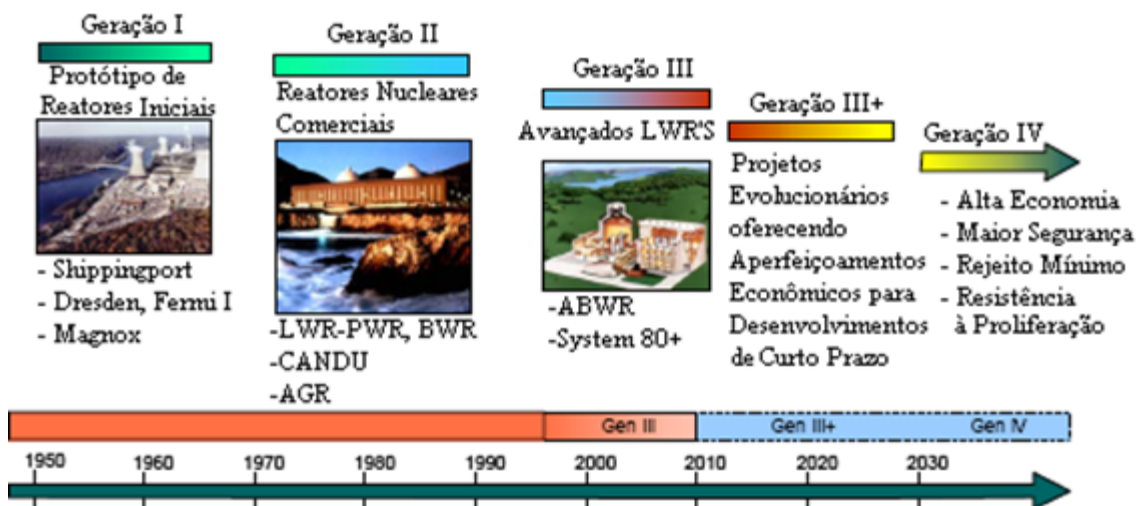 Geração I
Protótipo de
Reatores Iniciais
- Shippingport
- Dresden, Fermi I
- Magnox
Geração II
Reatores Nucleares
Comerciais
-LWR-PWR, BWR
-CANDU
-AGR
Geração III
Avançados LWR'S
-ABWR
-System 80+
Geração III+
Projetos
Evolucionários
oferecendo
Aperfeiçoamentos
Econômicos para
Desenvolvimentos
de Curto Prazo
Geração IV
- Alta Economia
- Maior Segurança
- Rejeito Mínimo
- Resistência
à Proliferação
Gen III
Gen III+
Gen IV
1950
1960
1970
1980
1990
2000
2010
2020
2030